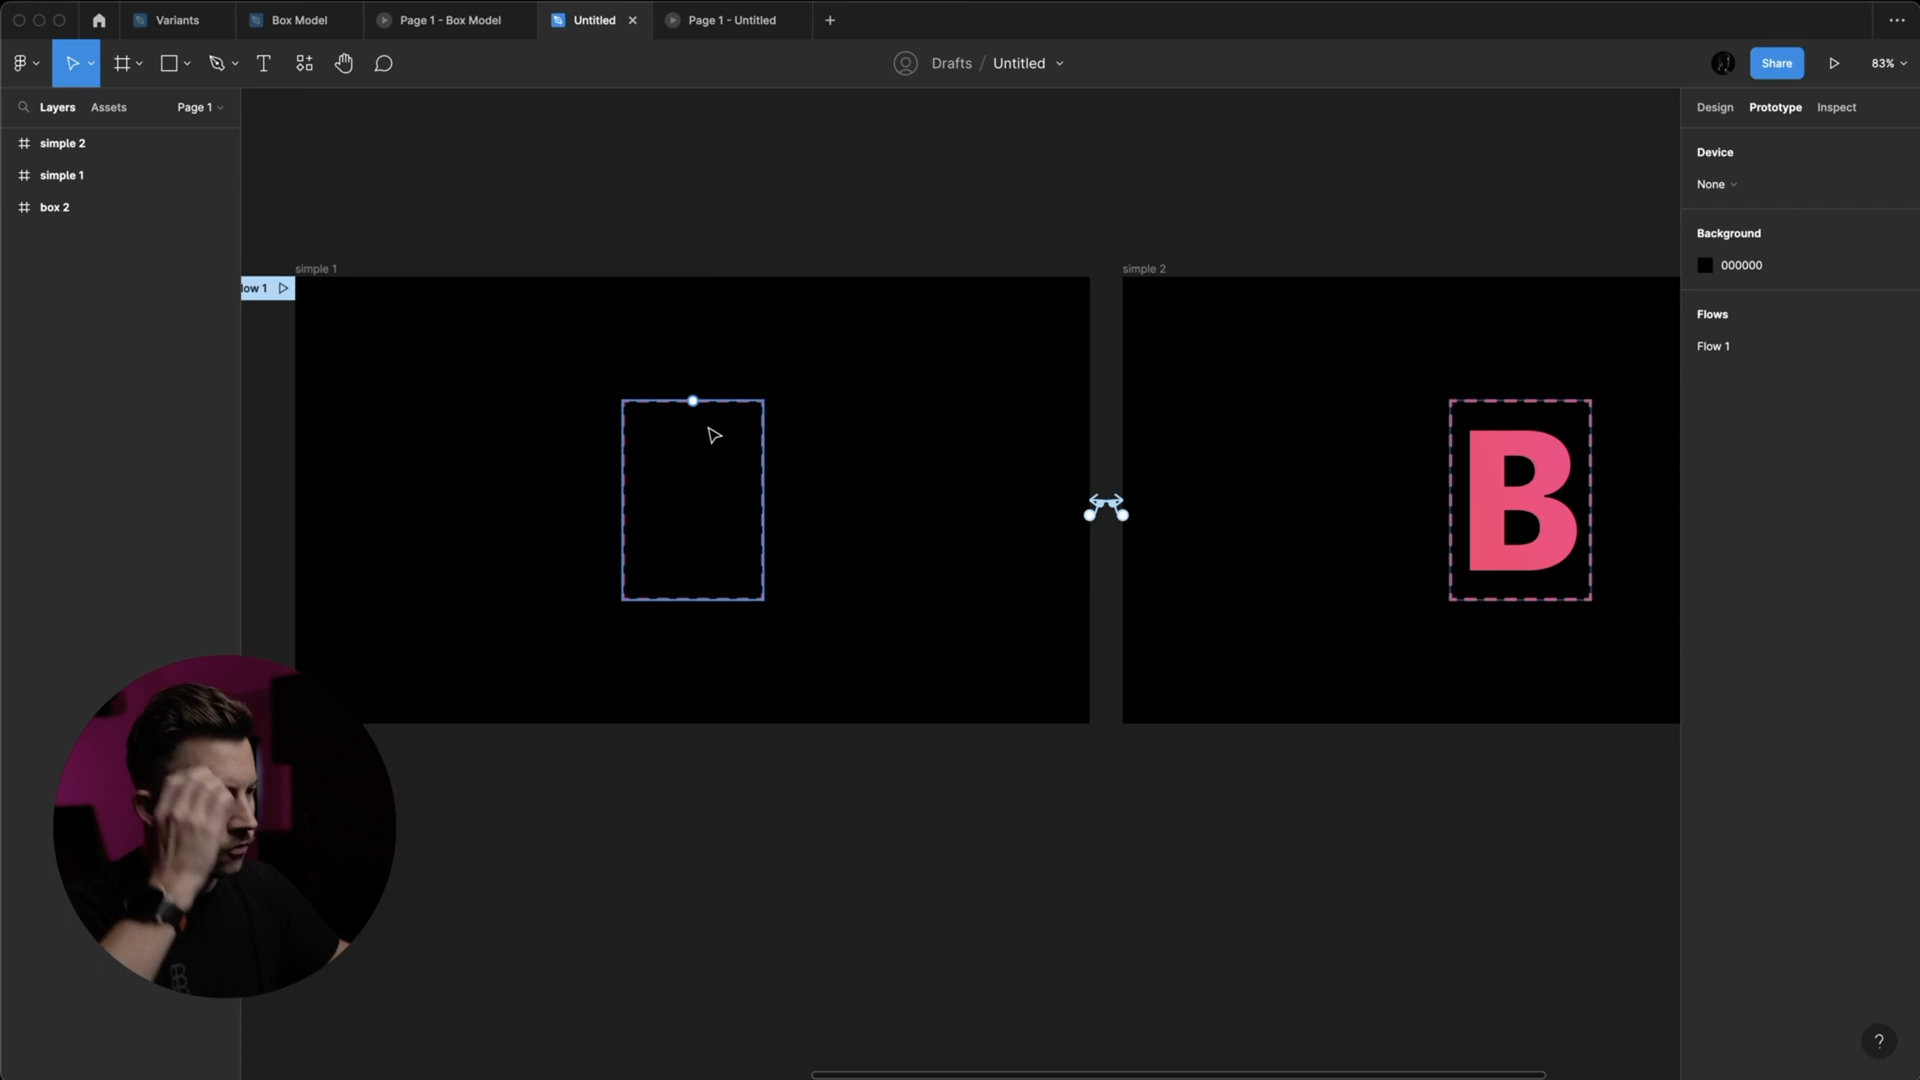 Variants
Box Model
Page 1 - Box Model
Untitled
Page 1 - Untitled
Drafts / Untitled
Share
83%
Layers
Assets
Page 1
Design
Prototype
Inspect
simple 2
simple 1
box 2
Device
None
Background
000000
Flows
Flow 1
simple 1
simple 2
low 1
B
?